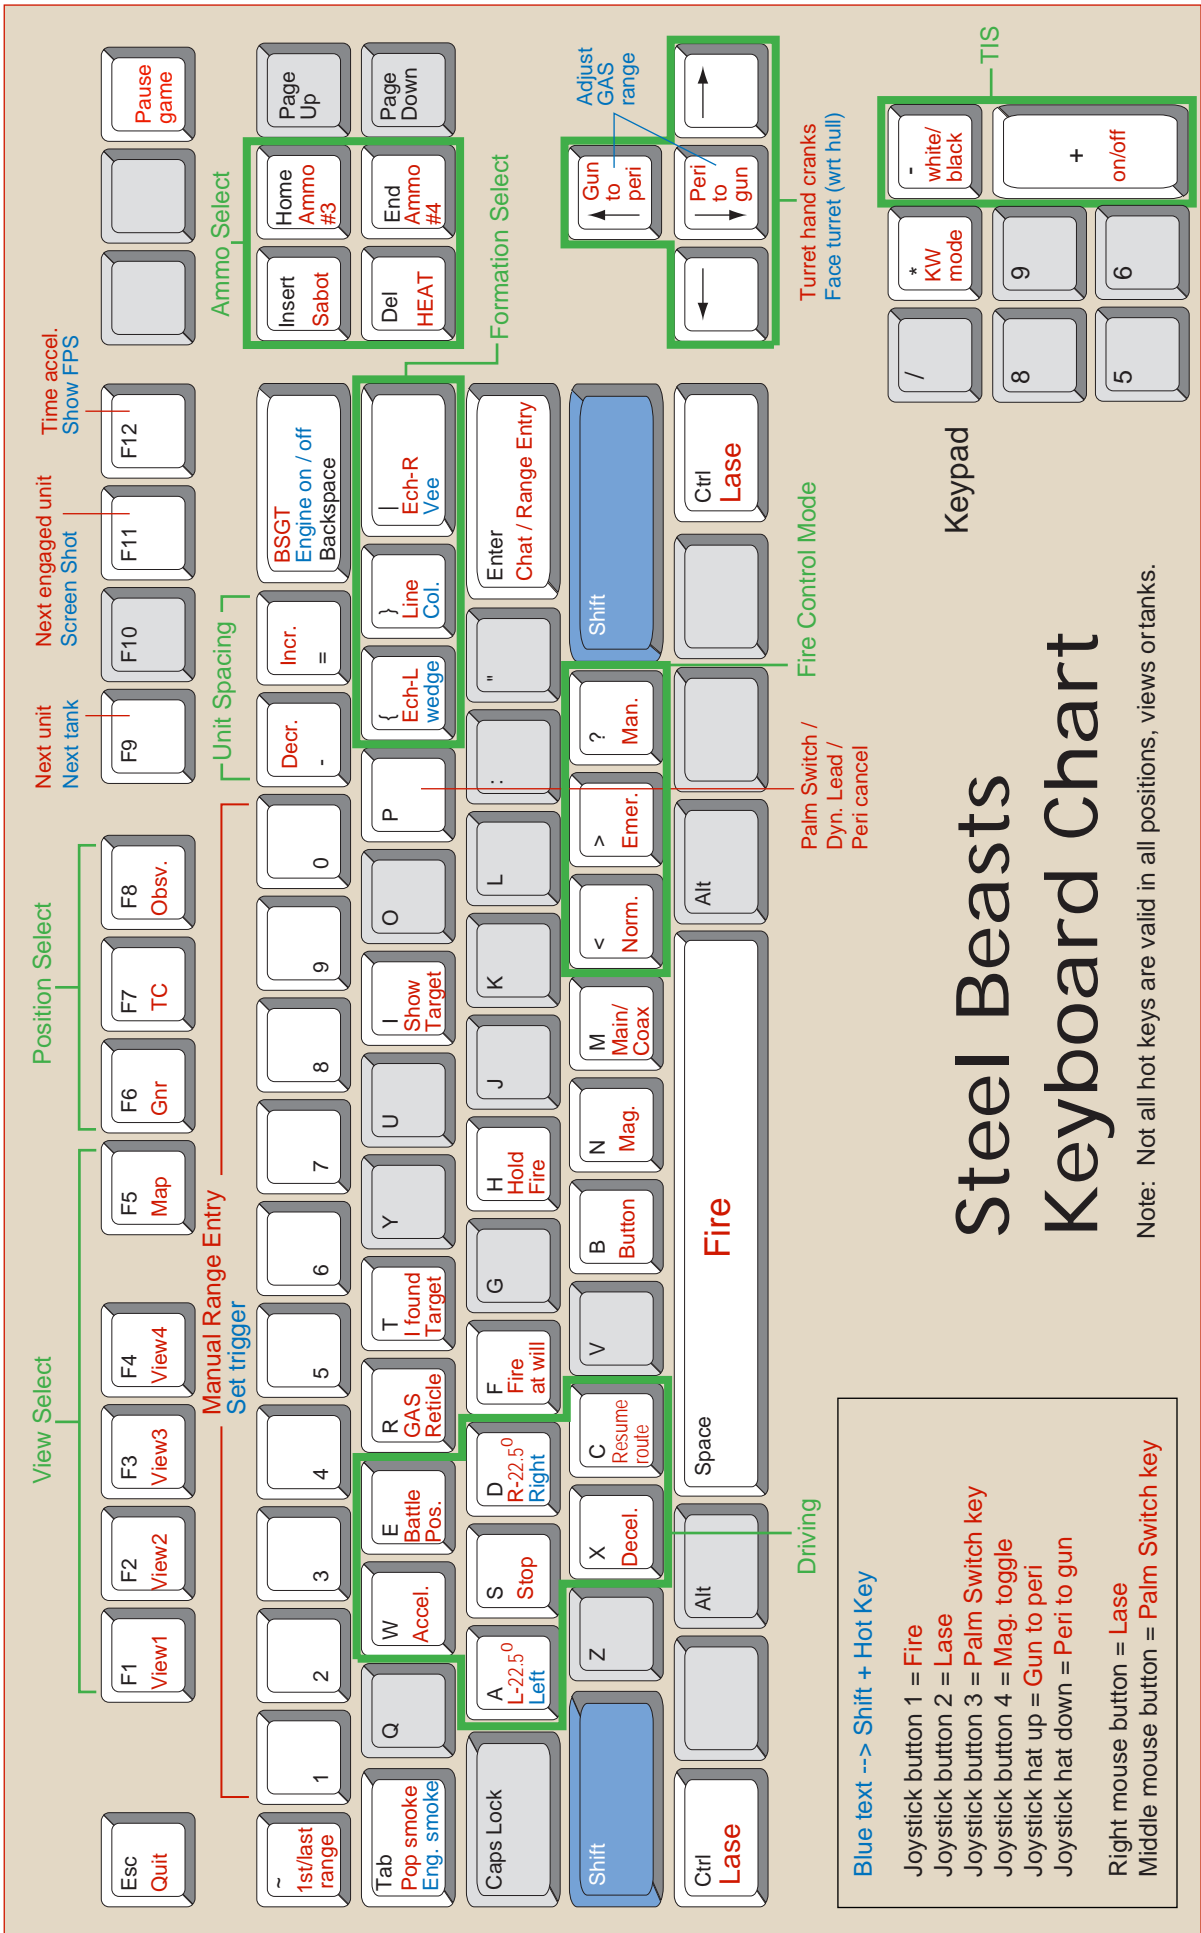 View Select
Position Select
Next unit
Next tank
Next engaged unit
Screen Shot
Time accel.
Show FPS
Esc
Quit
F1
View1
F2
View2
F3
View3
F4
View4
F5
Map
F6
Gnr
F7
TC
F8
Obsv.
F9
F10
F11
F12
Pause
game
Manual Range Entry
Set trigger
Unit Spacing
Ammo Select
~
1st/last
range
1
2
3
4
5
6
7
8
9
0
Decr.
-
Incr.
=
BSGT
Engine on / off
Backspace
Insert
Sabot
Home
Ammo
#3
Page
Up
Tab
Pop smoke
Eng. smoke
Q
W
Accel.
E
Battle
Pos.
R
GAS
Reticle
T
I found
Target
Y
U
I
Show
Target
O
P
{
Ech-L
wedge
}
Line
Col.
|
Ech-R
Vee
Del
HEAT
End
Ammo
#4
Page
Down
Formation Select
Caps Lock
A
L-22.5⁰
Left
S
Stop
D
R-22.5⁰
Right
F
Fire
at will
G
H
Hold
Fire
J
K
L
:
"
Enter
Chat / Range Entry
Shift
Z
X
Decel.
C
Resume
route
V
B
Button
N
Mag.
M
Main/
Coax
<
Norm.
>
Emer.
?
Man.
Shift
Gun
to
peri
Adjust
GAS
range
Ctrl
Lase
Alt
Space
Fire
Alt
Ctrl
Lase
Peri
to
gun
Driving
Palm Switch /
Dyn. Lead /
Peri cancel
Fire Control Mode
Turret hand cranks
Face turret (wrt hull)
Blue text --> Shift + Hot Key
Joystick button 1 = Fire
Joystick button 2 = Lase
Joystick button 3 = Palm Switch key
Joystick button 4 = Mag. toggle
Joystick hat up = Gun to peri
Joystick hat down = Peri to gun
Right mouse button = Lase
Middle mouse button = Palm Switch key
Steel Beasts
Keyboard Chart
Note: Not all hot keys are valid in all positions, views or tanks.
Keypad
/
*
KW
mode
-
white/
black
TIS
8
9
+
on/off
5
6